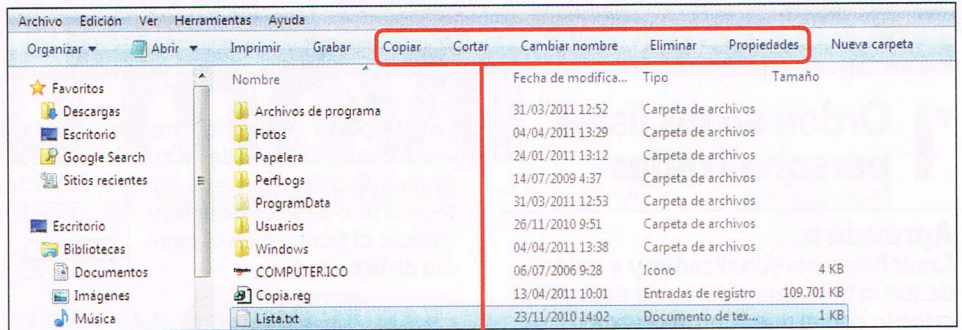 Archivo Edición Ver Herramientas Ayuda
Organizar Abrir Imprimir Grabar Copiar Cortar Cambiar nombre Eliminar Propiedades Nueva carpeta
Favoritos
Descargas
Escritorio
Google Search
Sitios recientes
Escritorio
Bibliotecas
Documentos
Imágenes
Música
Nombre Fecha de modifica... Tipo Tamaño
Archivos de programa 31/03/2011 12:52 Carpeta de archivos
Fotos 04/04/2011 13:29 Carpeta de archivos
Papelera 24/01/2011 13:12 Carpeta de archivos
PerfLogs 14/07/2009 4:37 Carpeta de archivos
ProgramData 31/03/2011 12:53 Carpeta de archivos
Usuarios 26/11/2010 9:51 Carpeta de archivos
Windows 04/04/2011 13:38 Carpeta de archivos
COMPUTER.ICO 06/07/2006 9:28 Icono 4 KB
Copia.reg 13/04/2011 10:01 Entradas de registro 109.701 KB
Lista.txt 23/11/2010 14:02 Documento de tex... 1 KB